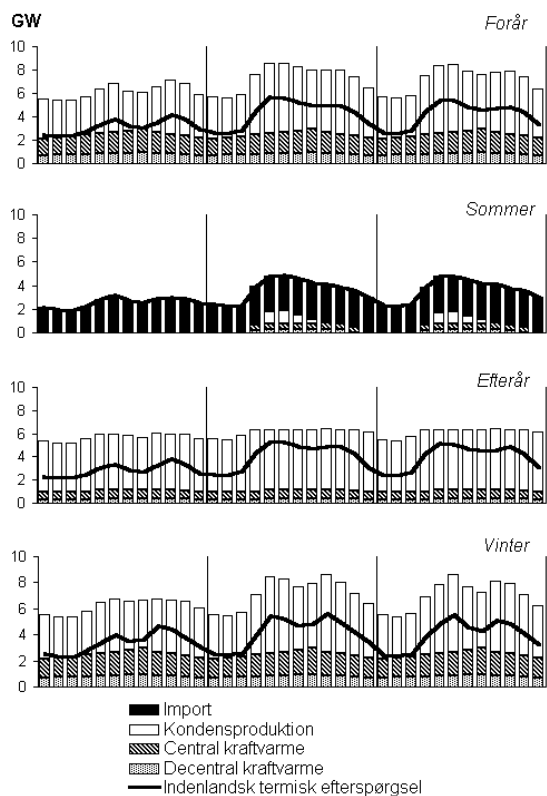 GW
Forår
10
8
6
4
2
0
Sommer
10
8
6
4
2
0
Efterår
10
8
6
4
2
0
Vinter
10
8
6
4
2
0
Import
Kondensproduktion
Central kraftvarme
Decentral kraftvarme
Indenlandsk termisk efterspørgsel